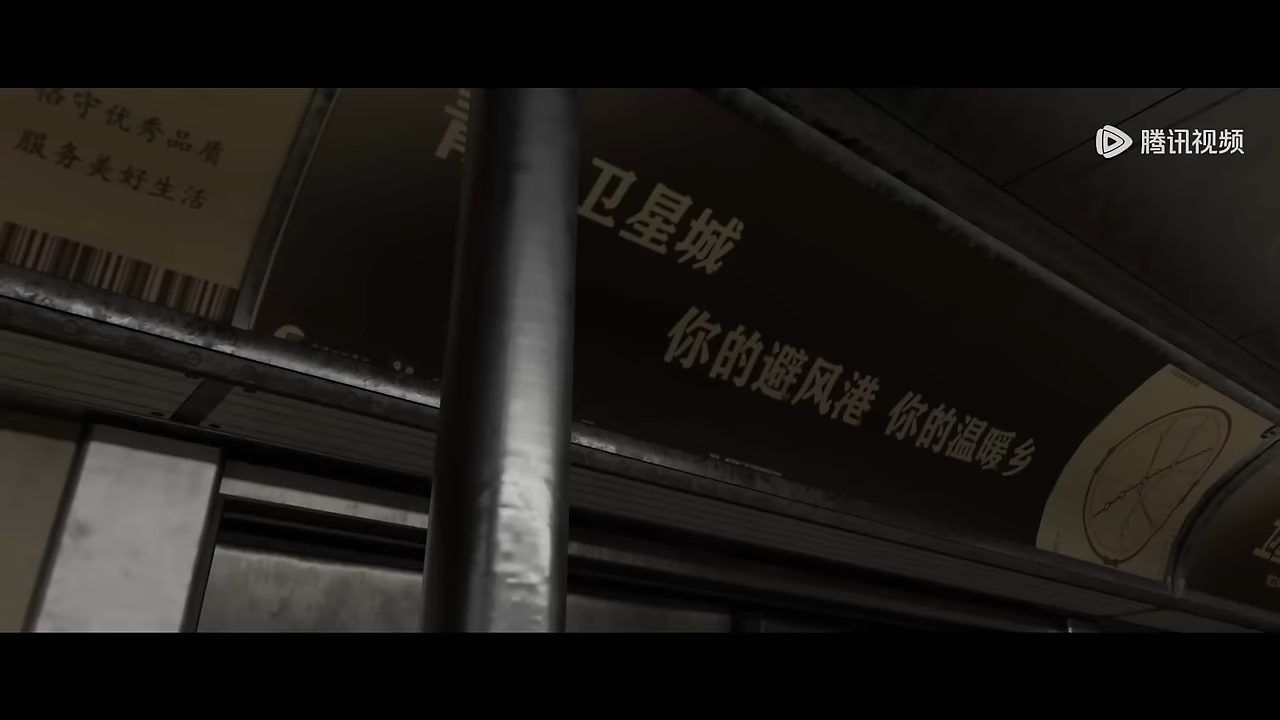 守优秀品质
服务美好生活
卫星城
你的避风港 你的温暖乡
腾讯视频